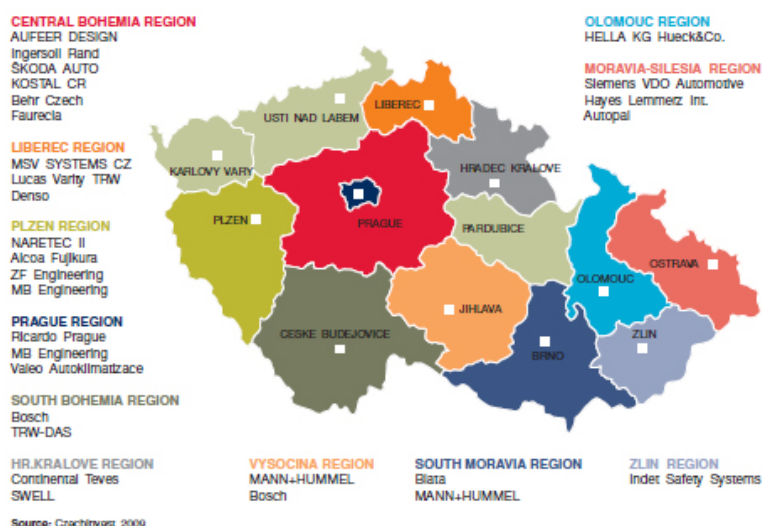 CENTRAL BOHEMIA REGION
AUFEER DESIGN
Ingersoll Rand
ŠKODA AUTO
KOSTAL CR
Behr Czech
Faurecia
LIBEREC REGION
MSV SYSTEMS CZ
Lucas Varity TRW
Denso
PLZEN REGION
NARETEC II
Alcoa Fujikura
ZF Engineering
MB Engineering
PRAGUE REGION
Ricardo Prague
MB Engineering
Valeo Autoklimatizace
SOUTH BOHEMIA REGION
Bosch
TRW-DAS
HR.KRALOVE REGION
Continental Teves
SWELL
VYSOCINA REGION
MANN+HUMMEL
Bosch
SOUTH MORAVIA REGION
Blata
MANN+HUMMEL
ZLIN REGION
Indet Safety Systems
OLOMOUC REGION
HELLA KG Hueck&Co.
MORAVIA-SILESIA REGION
Siemens VDO Automotive
Hayes Lemmerz Int.
Autopal
LIBEREC
USTI NAD LABEM
KARLOVY VARY
HRADEC KRALOVE
PLZEN
PRAGUE
PARDUBICE
OSTRAVA
OLOMOUC
JIHLAVA
CESKE BUDEJOVICE
ZLIN
BRNO
Source: CzechInvest, 2009